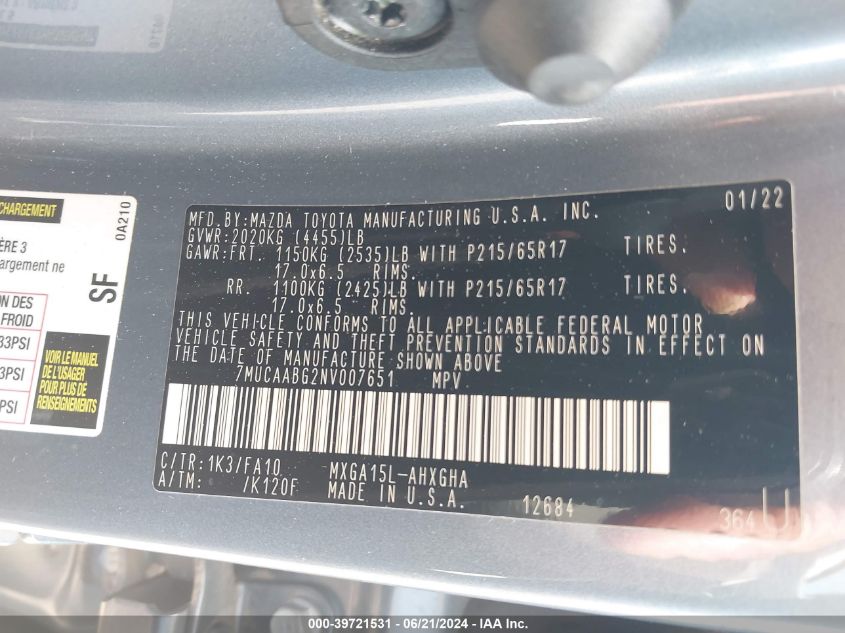 01/22
MFD.BY:MAZDA TOYOTA MANUFACTURING U.S.A. INC.
GVWR:2020KG (4455)LB
GAWR:FRT. 1150KG (2535)LB WITH P215/65R17 TIRES.
17.0x6.5 RIMS.
RR. 1100KG (2425)LB WITH P215/65R17 TIRES.
17.0x6.5 RIMS.
THIS VEHICLE CONFORMS TO ALL APPLICABLE FEDERAL MOTOR
VEHICLE SAFETY AND THEFT PREVENTION STANDARDS IN EFFECT ON
THE DATE OF MANUFACTURE SHOWN ABOVE
7MUCAABG2NV007651 MPV
C/TR:1K3/FA10 MXGA15L-AHXGHA
A/TM: /K120F MADE IN U.S.A.
12684
364 U
CHARGEMENT
0A210
ÈRE 3
hargement ne
SF
ION DES
FROID
33PSI
3PSI
PSI
VOIR LE MANUEL
DE L'USAGER
POUR PLUS DE
RENSEIGNEMENTS
000-39721531 - 06/21/2024 - IAA Inc.